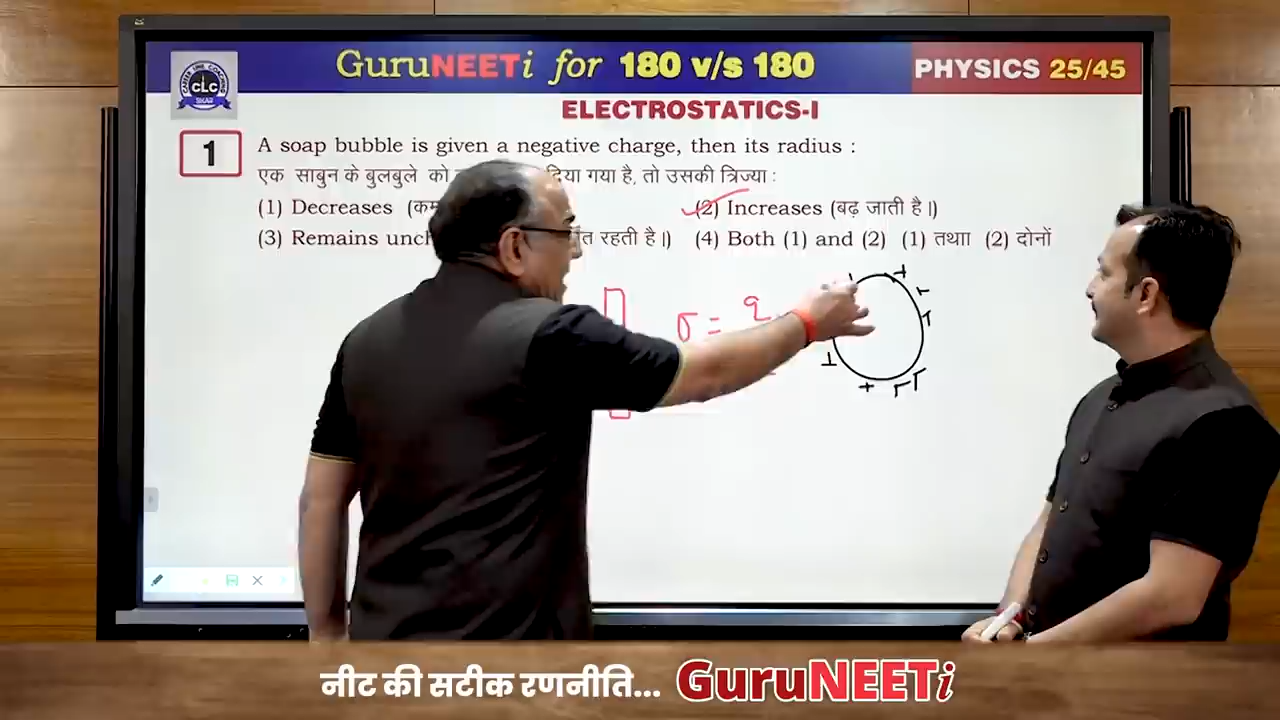 GuruNEETi for 180 v/s 180
PHYSICS 25/45
CLC
SIKAR
ELECTROSTATICS-I
1
A soap bubble is given a negative charge, then its radius :
एक साबुन के बुलबुले को दिया गया है, तो उसकी त्रिज्या :
(1) Decreases (2) Increases (बढ़ जाती है।)
(3) Remains रहती है।) (4) Both (1) and (2) (1) तथाा (2) दोनों
σ = q
नीट की सटीक रणनीति... GuruNEETi